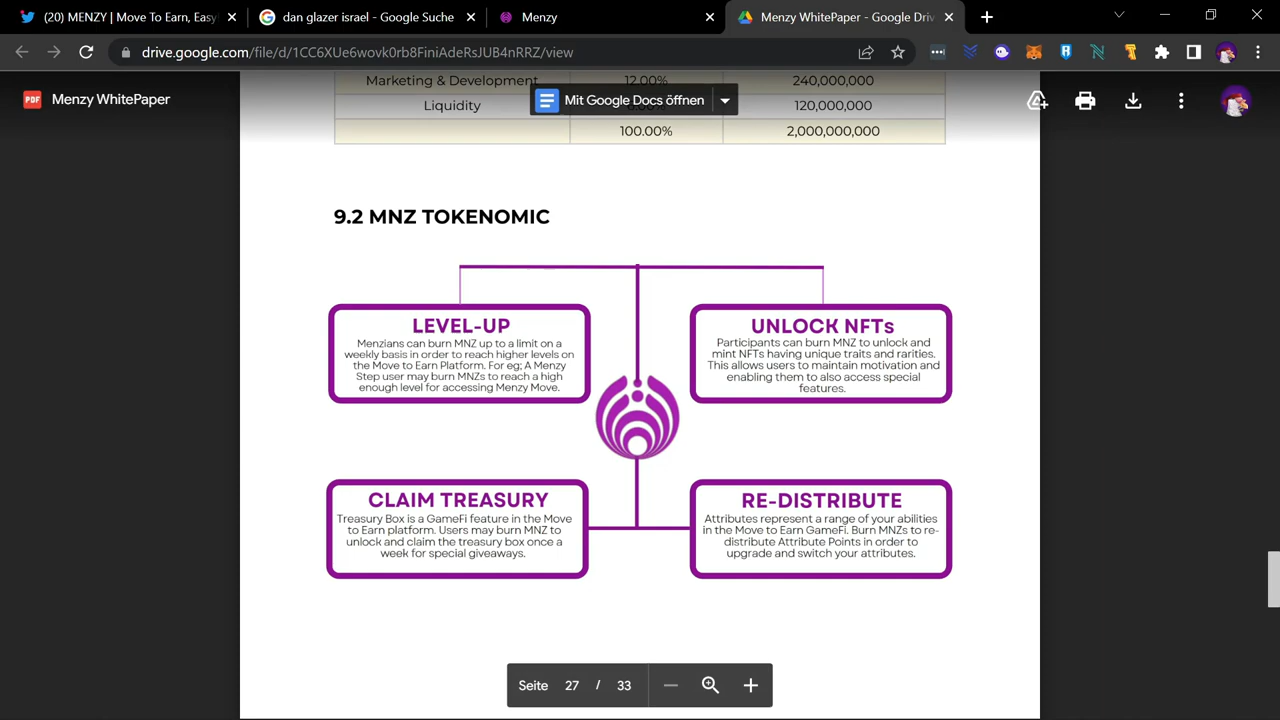 (20) MENZY | Move To Earn, Easy
dan glazer israel - Google Suche
Menzy
Menzy WhitePaper - Google Driv
drive.google.com/file/d/1CC6XUe6wovk0rb8FiniAdeRsJUB4nRRZ/view
PDF
Menzy WhitePaper
Mit Google Docs öffnen
Marketing & Development 12.00% 240,000,000
Liquidity 120,000,000
100.00% 2,000,000,000
9.2 MNZ TOKENOMIC
LEVEL-UP
Menzians can burn MNZ up to a limit on a
weekly basis in order to reach higher levels on
the Move to Earn Platform. For eg; A Menzy
Step user may burn MNZs to reach a high
enough level for accessing Menzy Move.
UNLOCK NFTs
Participants can burn MNZ to unlock and
mint NFTs having unique traits and rarities.
This allows users to maintain motivation and
enabling them to also access special
features.
CLAIM TREASURY
Treasury Box is a GameFi feature in the Move
to Earn platform. Users may burn MNZ to
unlock and claim the treasury box once a
week for special giveaways.
RE-DISTRIBUTE
Attributes represent a range of your abilities
in the Move to Earn GameFi. Burn MNZs to re-
distribute Attribute Points in order to
upgrade and switch your attributes.
Seite 27 / 33